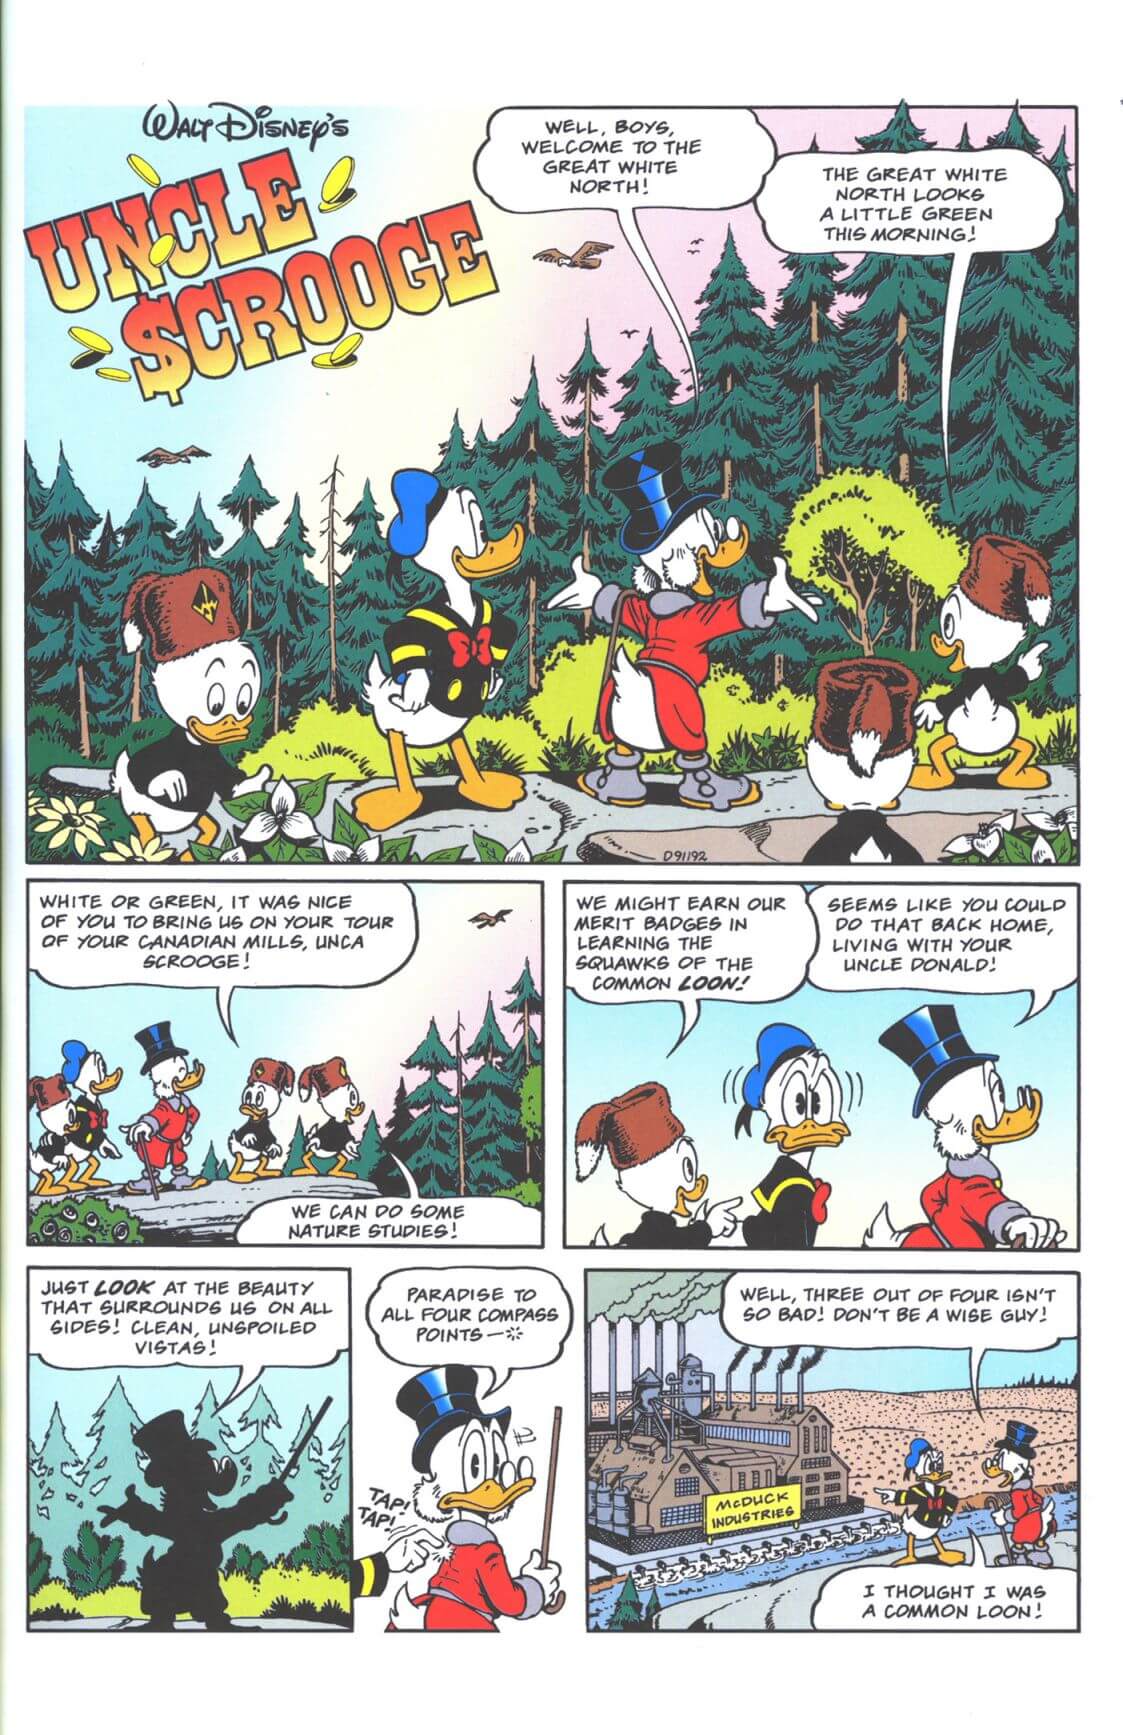 WALT DISNEY'S
UNCLE
$CROOGE
WELL, BOYS,
WELCOME TO THE
GREAT WHITE
NORTH!
THE GREAT WHITE
NORTH LOOKS
A LITTLE GREEN
THIS MORNING!
D 91192
WHITE OR GREEN, IT WAS NICE
OF YOU TO BRING US ON YOUR TOUR
OF YOUR CANADIAN MILLS, UNCA
SCROOGE!
WE CAN DO SOME
NATURE STUDIES!
WE MIGHT EARN OUR
MERIT BADGES IN
LEARNING THE
SQUAWKS OF THE
COMMON LOON!
SEEMS LIKE YOU COULD
DO THAT BACK HOME,
LIVING WITH YOUR
UNCLE DONALD!
JUST LOOK AT THE BEAUTY
THAT SURROUNDS US ON ALL
SIDES! CLEAN, UNSPOILED
VISTAS!
PARADISE TO
ALL FOUR COMPASS
POINTS—
TAP!
TAP!
WELL, THREE OUT OF FOUR ISN'T
SO BAD! DON'T BE A WISE GUY!
MCDUCK
INDUSTRIES
I THOUGHT I WAS
A COMMON LOON!